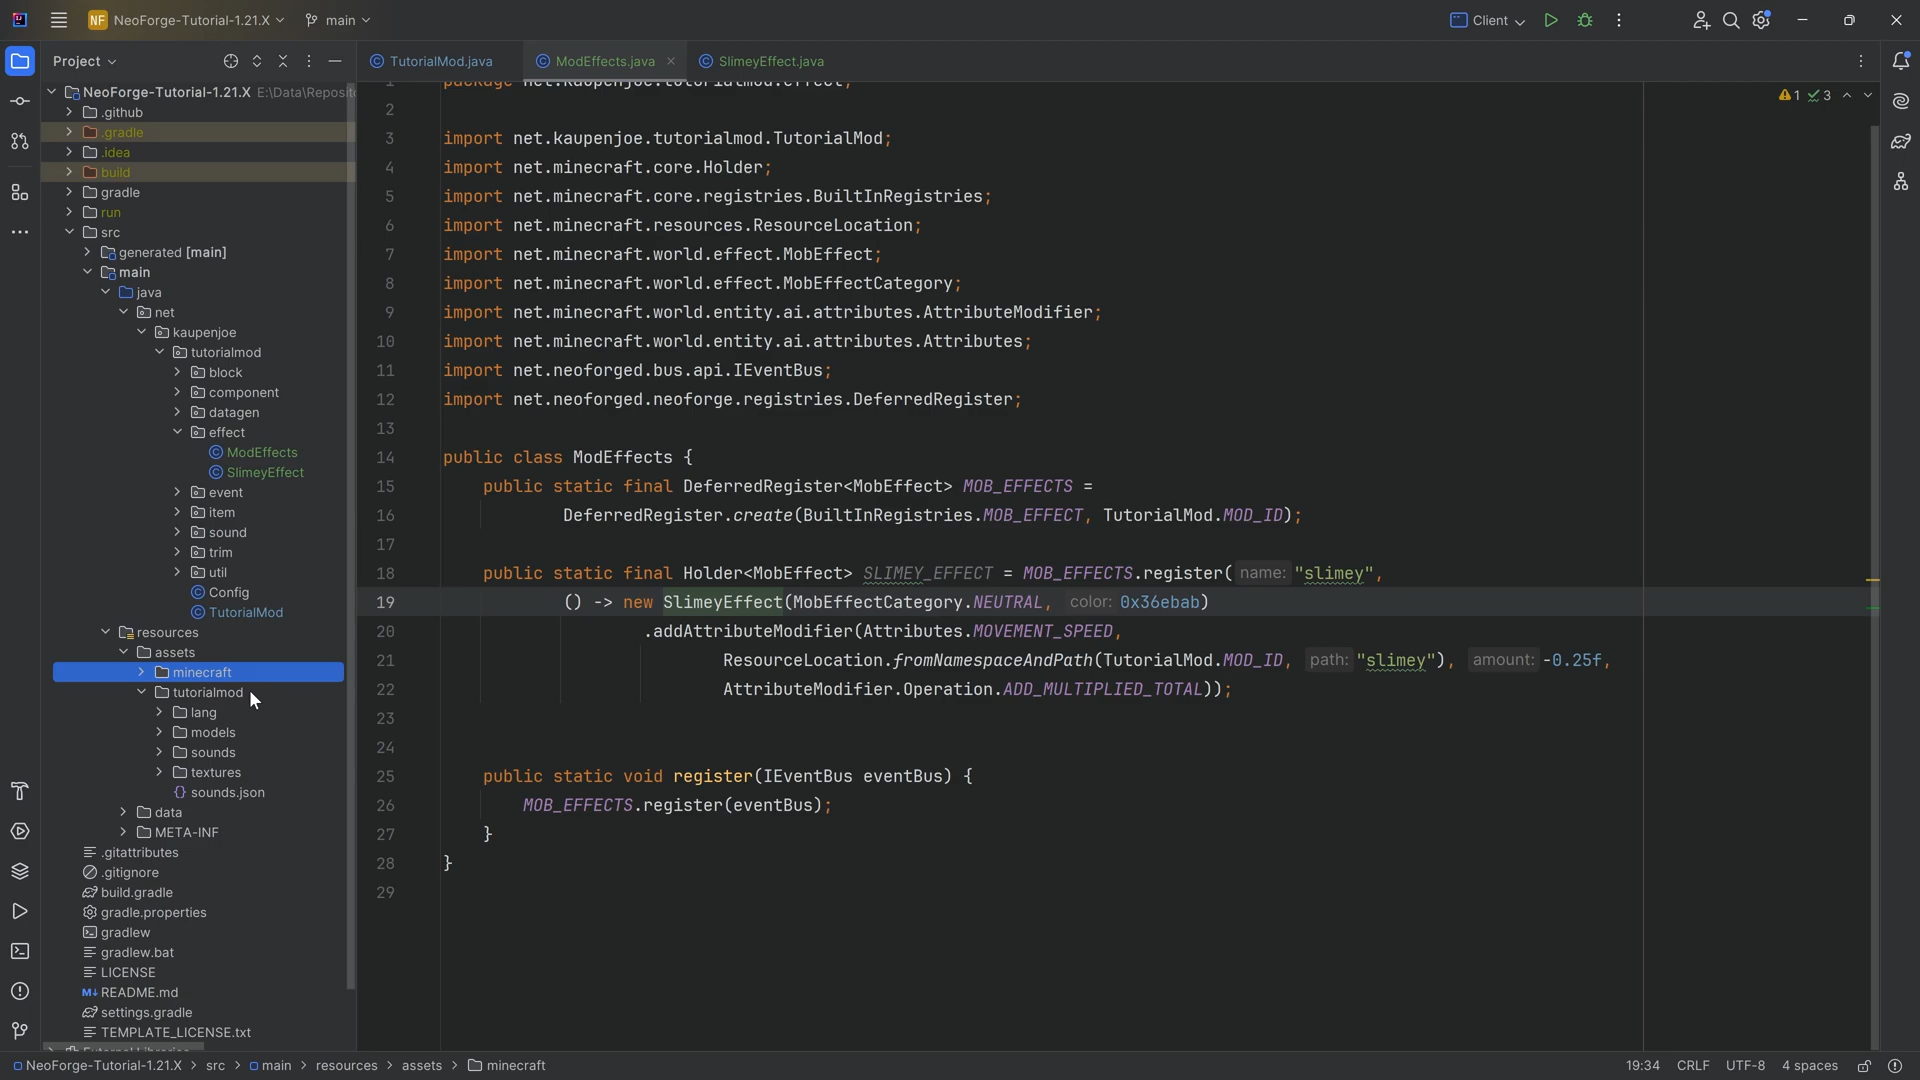 NF NeoForge-Tutorial-1.21.X main Client
Project
TutorialMod.java ModEffects.java SlimeyEffect.java
NeoForge-Tutorial-1.21.X E:\Data\Reposit
.github
.gradle
.idea
build
gradle
run
src
generated [main]
main
java
net
kaupenjoe
tutorialmod
block
component
datagen
effect
ModEffects
SlimeyEffect
event
item
sound
trim
util
Config
TutorialMod
resources
assets
minecraft
tutorialmod
lang
models
sounds
textures
sounds.json
data
META-INF
.gitattributes
.gitignore
build.gradle
gradle.properties
gradlew
gradlew.bat
LICENSE
M↓ README.md
settings.gradle
TEMPLATE_LICENSE.txt
1 package net.kaupenjoe.tutorialmod.effect;
1 3
2
3 import net.kaupenjoe.tutorialmod.TutorialMod;
4 import net.minecraft.core.Holder;
5 import net.minecraft.core.registries.BuiltInRegistries;
6 import net.minecraft.resources.ResourceLocation;
7 import net.minecraft.world.effect.MobEffect;
8 import net.minecraft.world.effect.MobEffectCategory;
9 import net.minecraft.world.entity.ai.attributes.AttributeModifier;
10 import net.minecraft.world.entity.ai.attributes.Attributes;
11 import net.neoforged.bus.api.IEventBus;
12 import net.neoforged.neoforge.registries.DeferredRegister;
13
14 public class ModEffects {
15 public static final DeferredRegister<MobEffect> MOB_EFFECTS =
16 DeferredRegister.create(BuiltInRegistries.MOB_EFFECT, TutorialMod.MOD_ID);
17
18 public static final Holder<MobEffect> SLIMEY_EFFECT = MOB_EFFECTS.register( name: "slimey",
19 () -> new SlimeyEffect(MobEffectCategory.NEUTRAL, color: 0x36ebab)
20 .addAttributeModifier(Attributes.MOVEMENT_SPEED,
21 ResourceLocation.fromNamespaceAndPath(TutorialMod.MOD_ID, path: "slimey"), amount: -0.25f,
22 AttributeModifier.Operation.ADD_MULTIPLIED_TOTAL));
23
24
25 public static void register(IEventBus eventBus) {
26 MOB_EFFECTS.register(eventBus);
27 }
28 }
29
NeoForge-Tutorial-1.21.X > src > main > resources > assets > minecraft
19:34 CRLF UTF-8 4 spaces